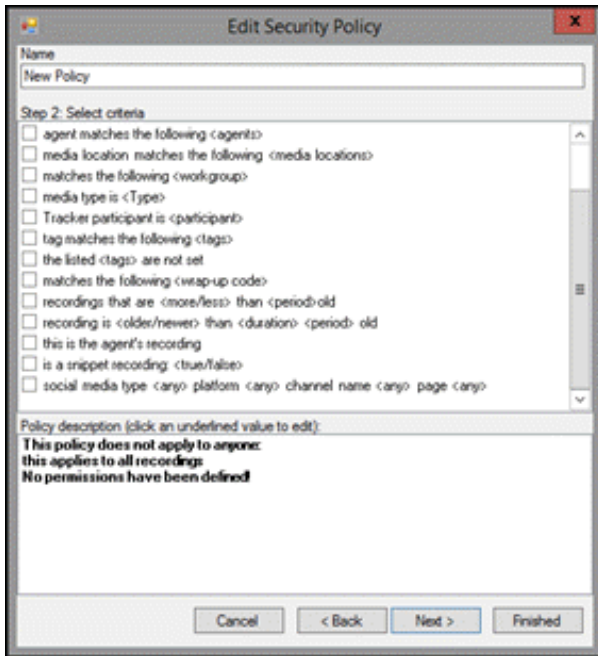 Edit Security Policy
x
Name
New Policy
Step 2: Select criteria
agent matches the following <agents>
media location matches the following <media locations>
matches the following <workgroup>
media type is <Type>
Tracker participant is <participant>
tag matches the following <tags>
the listed <tags> are not set
matches the following <wrap-up code>
recordings that are <more/less> than <period>old
recording is <older/newer> than <duration> <period> old
this is the agent's recording
is a snippet recording: <true/false>
social media type <any> platform <any> channel name <any> page <any>
Policy description (click an underlined value to edit):
This policy does not apply to anyone:
this applies to all recordings
No permissions have been defined!
Cancel
< Back
Next >
Finished